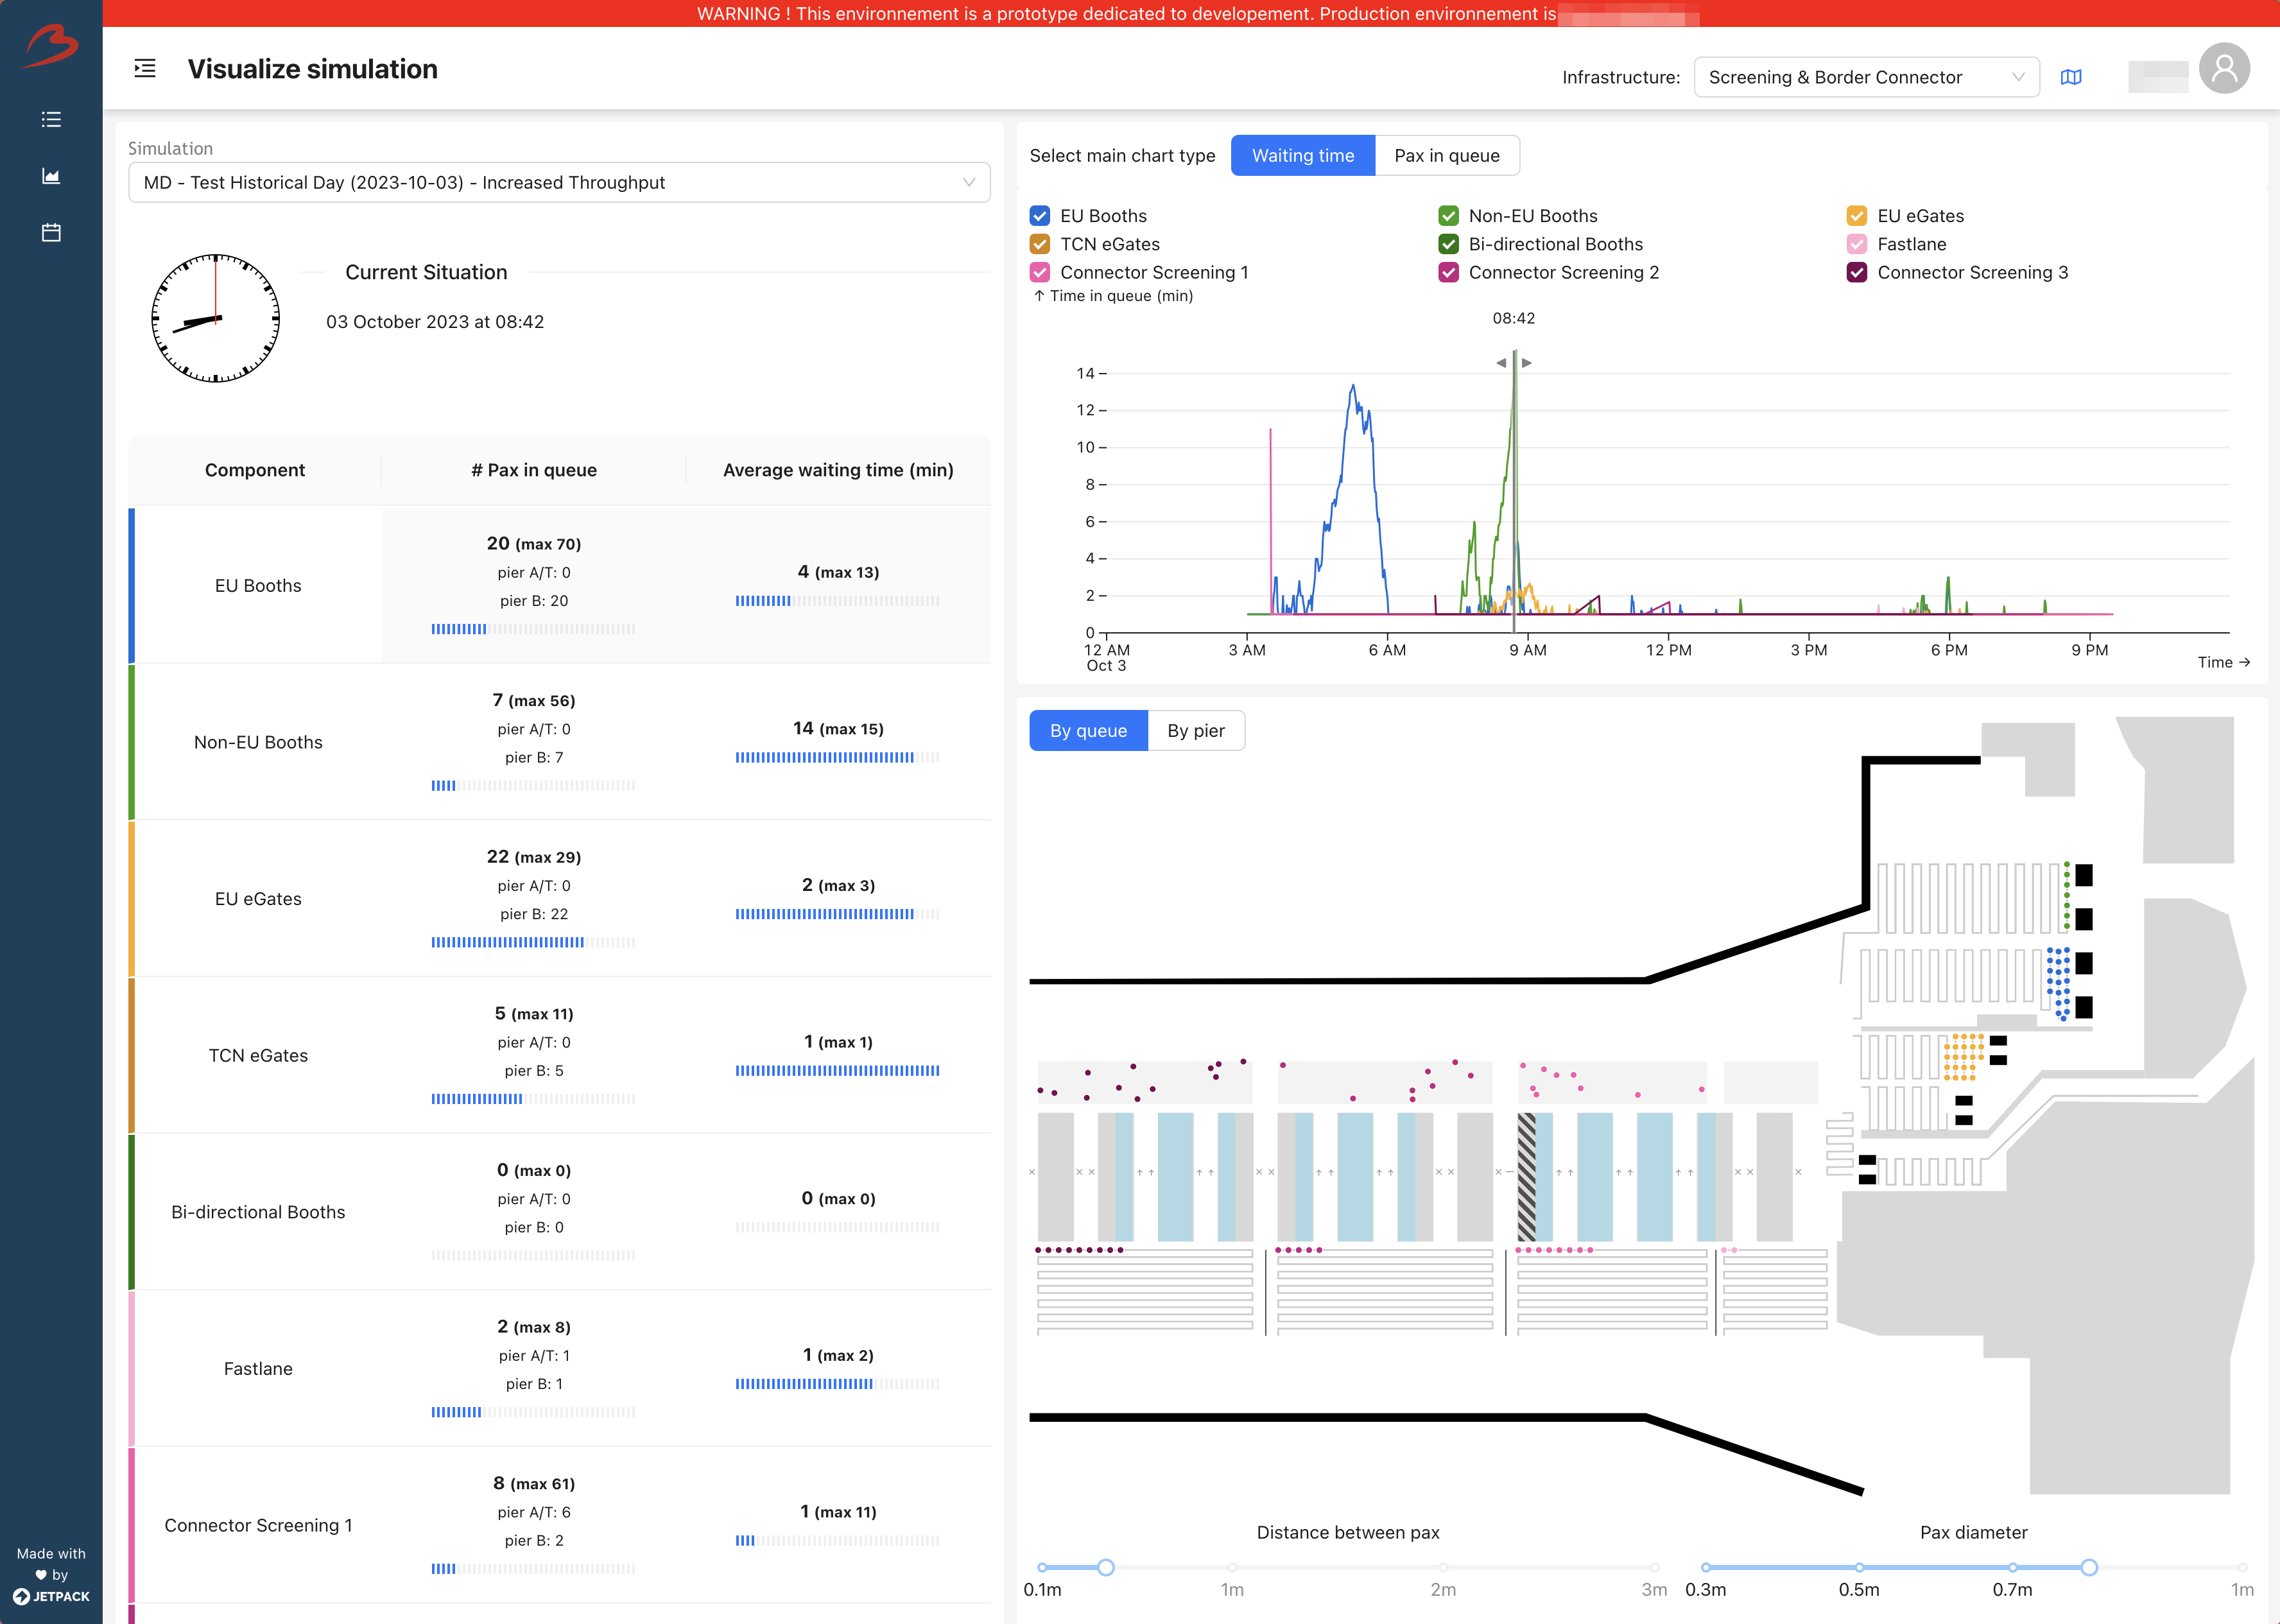 WARNING ! This environnement is a prototype dedicated to developement. Production environnement is
Visualize simulation
Infrastructure:
Screening & Border Connector
Simulation
MD - Test Historical Day (2023-10-03) - Increased Throughput
Current Situation
03 October 2023 at 08:42
Component
# Pax in queue
Average waiting time (min)
EU Booths
20 (max 70)
pier A/T: 0
pier B: 20
4 (max 13)
Non-EU Booths
7 (max 56)
pier A/T: 0
pier B: 7
14 (max 15)
EU eGates
22 (max 29)
pier A/T: 0
pier B: 22
2 (max 3)
TCN eGates
5 (max 11)
pier A/T: 0
pier B: 5
1 (max 1)
Bi-directional Booths
0 (max 0)
pier A/T: 0
pier B: 0
0 (max 0)
Fastlane
2 (max 8)
pier A/T: 1
pier B: 1
1 (max 2)
Connector Screening 1
8 (max 61)
pier A/T: 6
pier B: 2
1 (max 11)
Made with
♥ by
JETPACK
Select main chart type
Waiting time
Pax in queue
EU Booths
Non-EU Booths
EU eGates
TCN eGates
Bi-directional Booths
Fastlane
Connector Screening 1
Connector Screening 2
Connector Screening 3
↑ Time in queue (min)
08:42
14
12
10
8
6
4
2
0
12 AM
3 AM
6 AM
9 AM
12 PM
3 PM
6 PM
9 PM
Oct 3
Time →
By queue
By pier
Distance between pax
0.1m
1m
2m
3m
Pax diameter
0.3m
0.5m
0.7m
1m